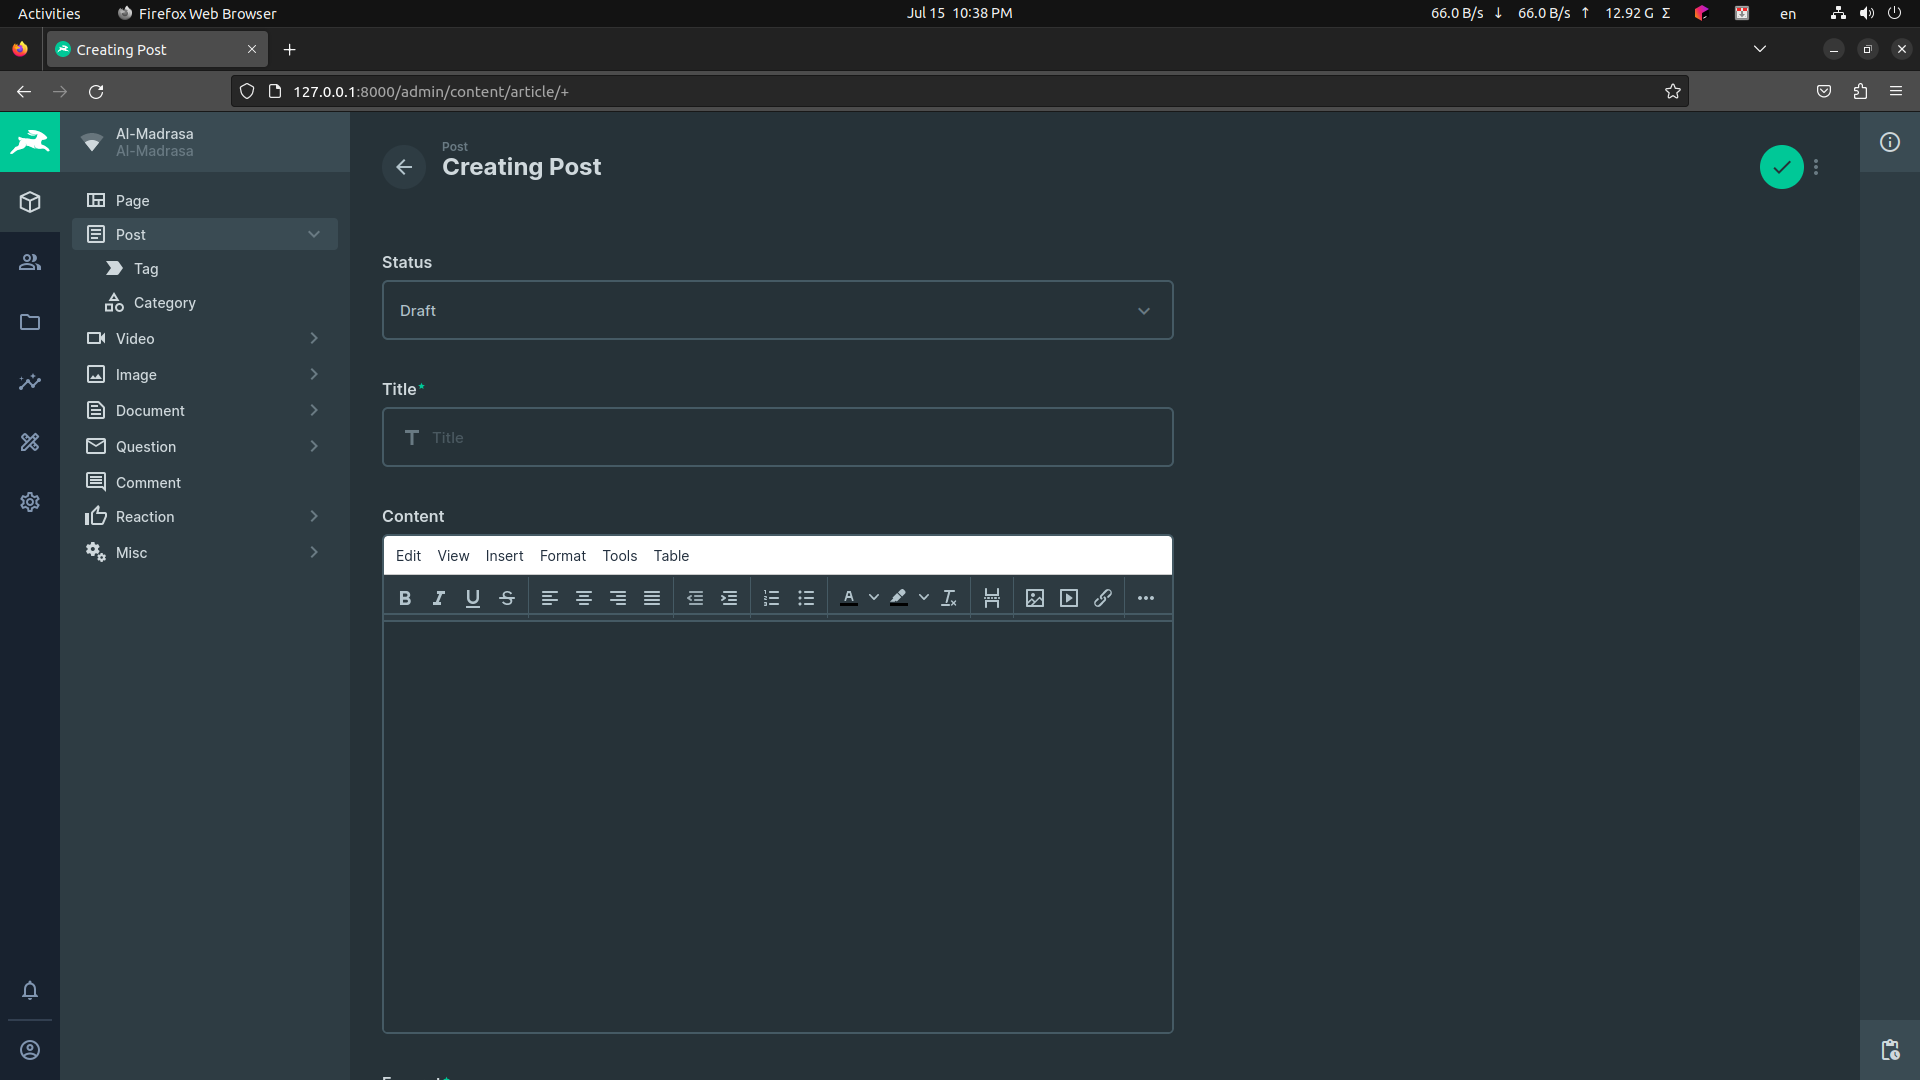 Activities
Firefox Web Browser
Jul 15 10:38 PM
66.0 B/s ↓ 66.0 B/s ↑ 12.92 G Σ
en
Creating Post
127.0.0.1:8000/admin/content/article/+
Al-Madrasa
Al-Madrasa
Page
Post
Tag
Category
Video
Image
Document
Question
Comment
Reaction
Misc
Post
Creating Post
Status
Draft
Title*
Title
Content
Edit View Insert Format Tools Table